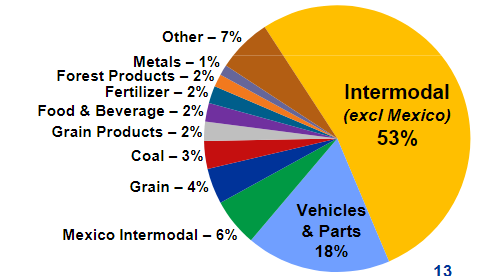 Other – 7%
Metals – 1%
Forest Products – 2%
Fertilizer – 2%
Food & Beverage – 2%
Grain Products – 2%
Coal – 3%
Grain – 4%
Mexico Intermodal – 6%
Vehicles
& Parts
18%
Intermodal
(excl Mexico)
53%
13